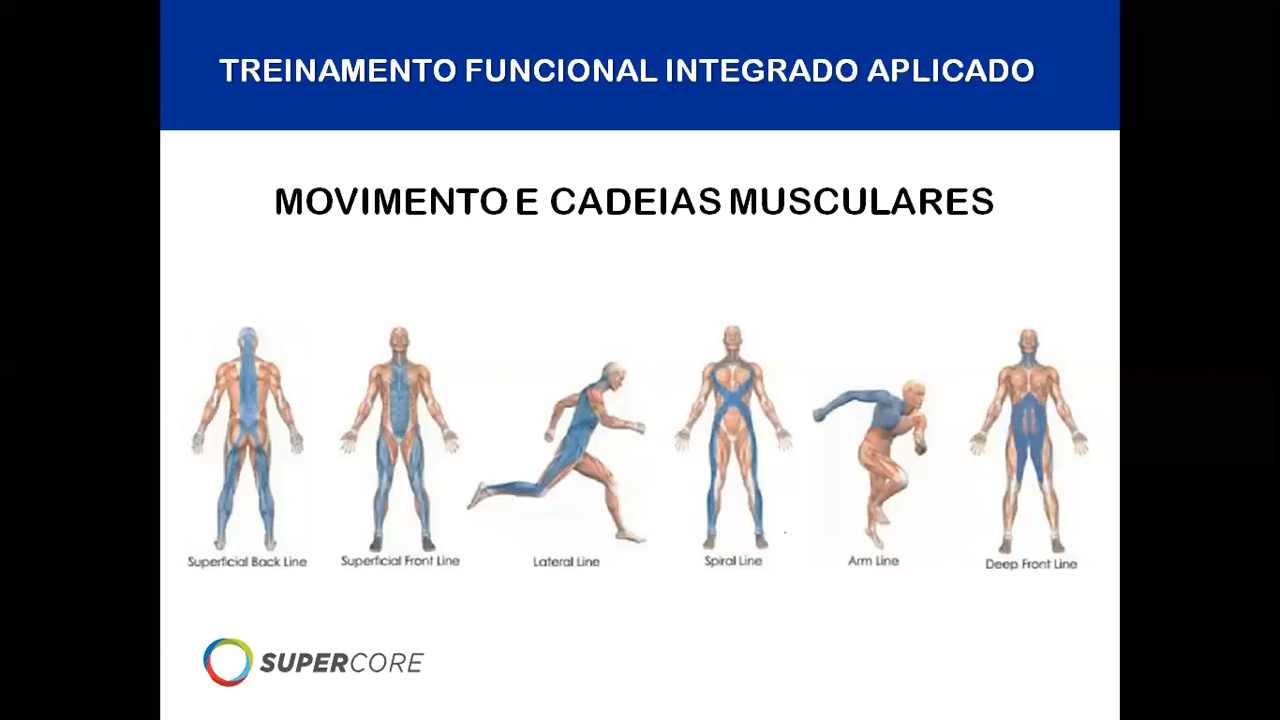 TREINAMENTO FUNCIONAL INTEGRADO APLICADO
MOVIMENTO E CADEIAS MUSCULARES
Superficial Back Line
Superficial Front Line
Lateral Line
Spiral Line
Arm Line
Deep Front Line
SUPERCORE